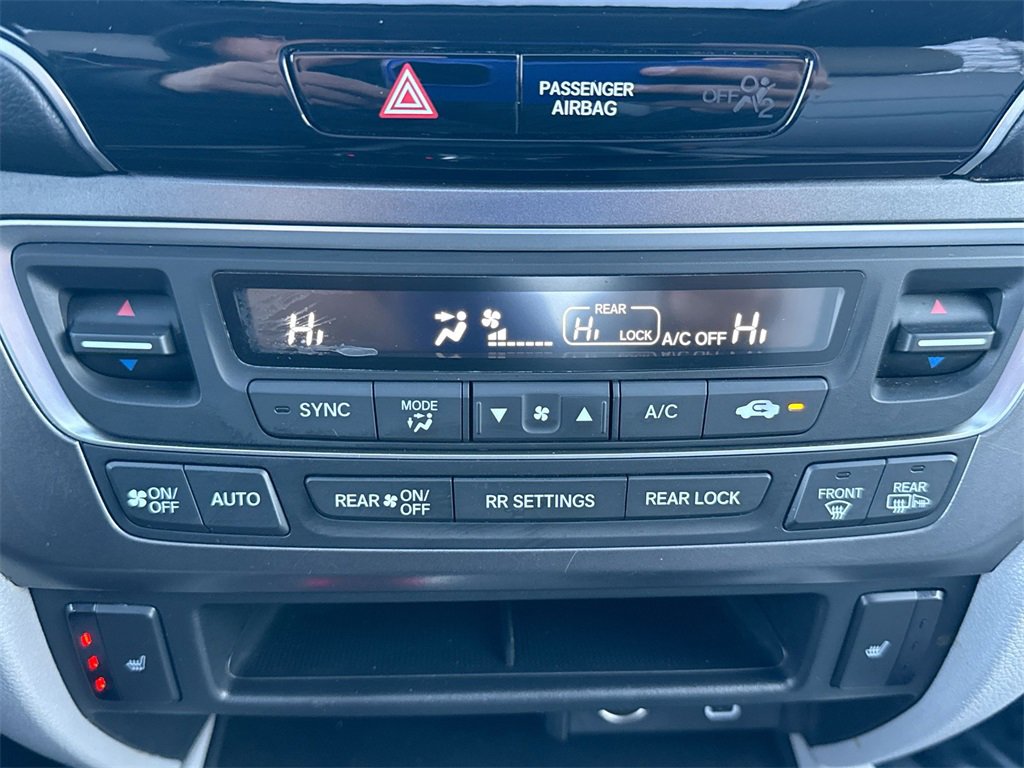 PASSENGER
AIRBAG
OFF
2
Hi
REAR
Hi LOCK
A/C OFF
Hi
SYNC
MODE
A/C
ON/
OFF
AUTO
REAR ON/
OFF
RR SETTINGS
REAR LOCK
FRONT
REAR